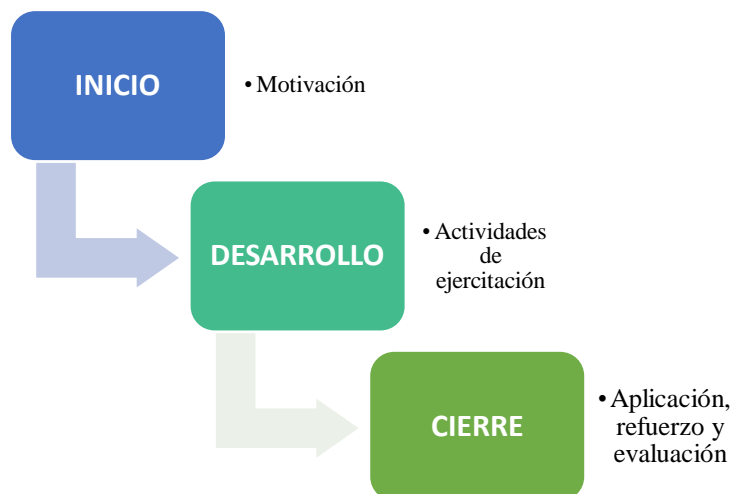 INICIO
• Motivación
DESARROLLO
• Actividades
de
ejercitación
CIERRE
• Aplicación,
refuerzo y
evaluación